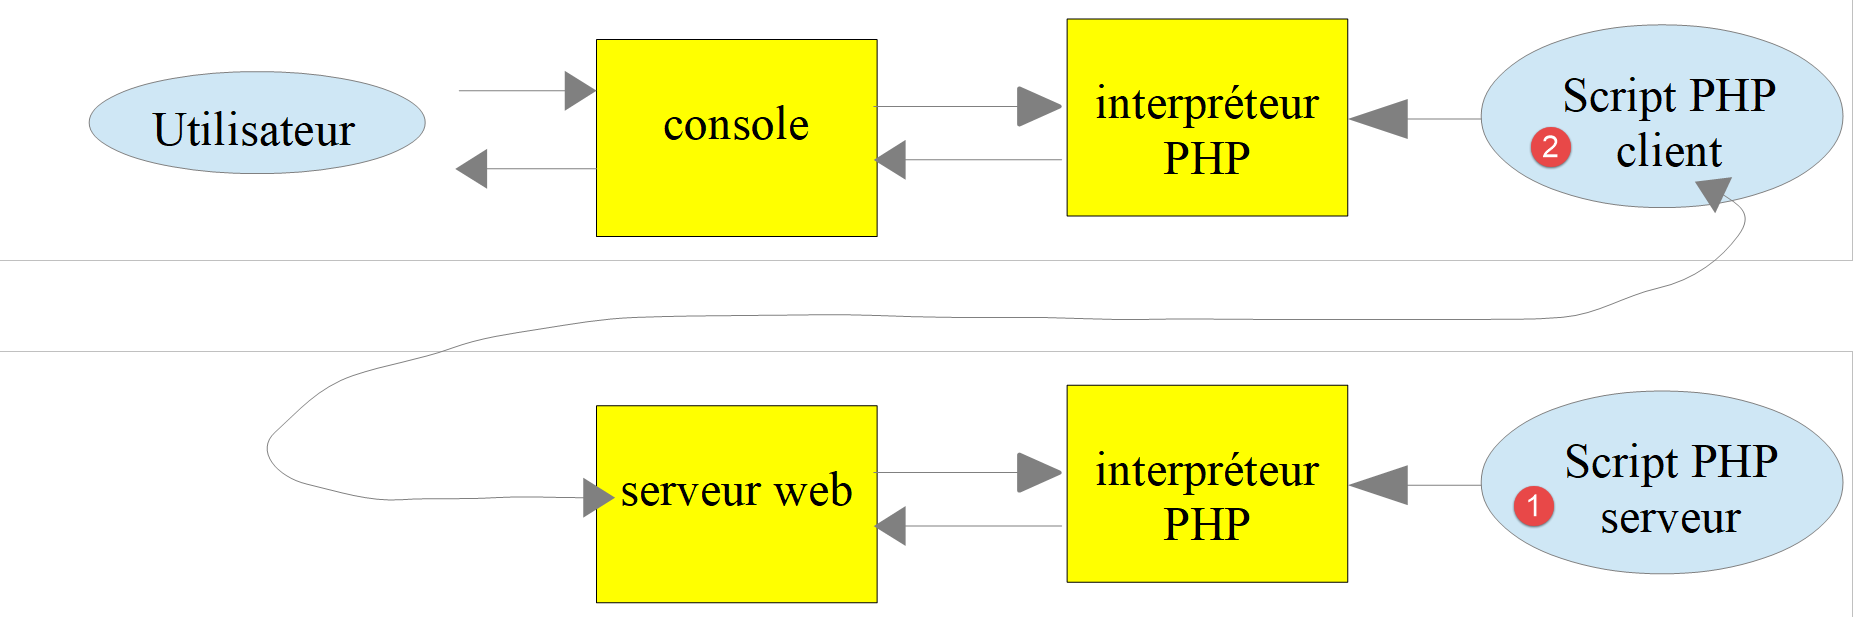 Utilisateur
console
interpréteur
PHP
Script PHP
client
2
serveur web
interpréteur
PHP
Script PHP
serveur
1